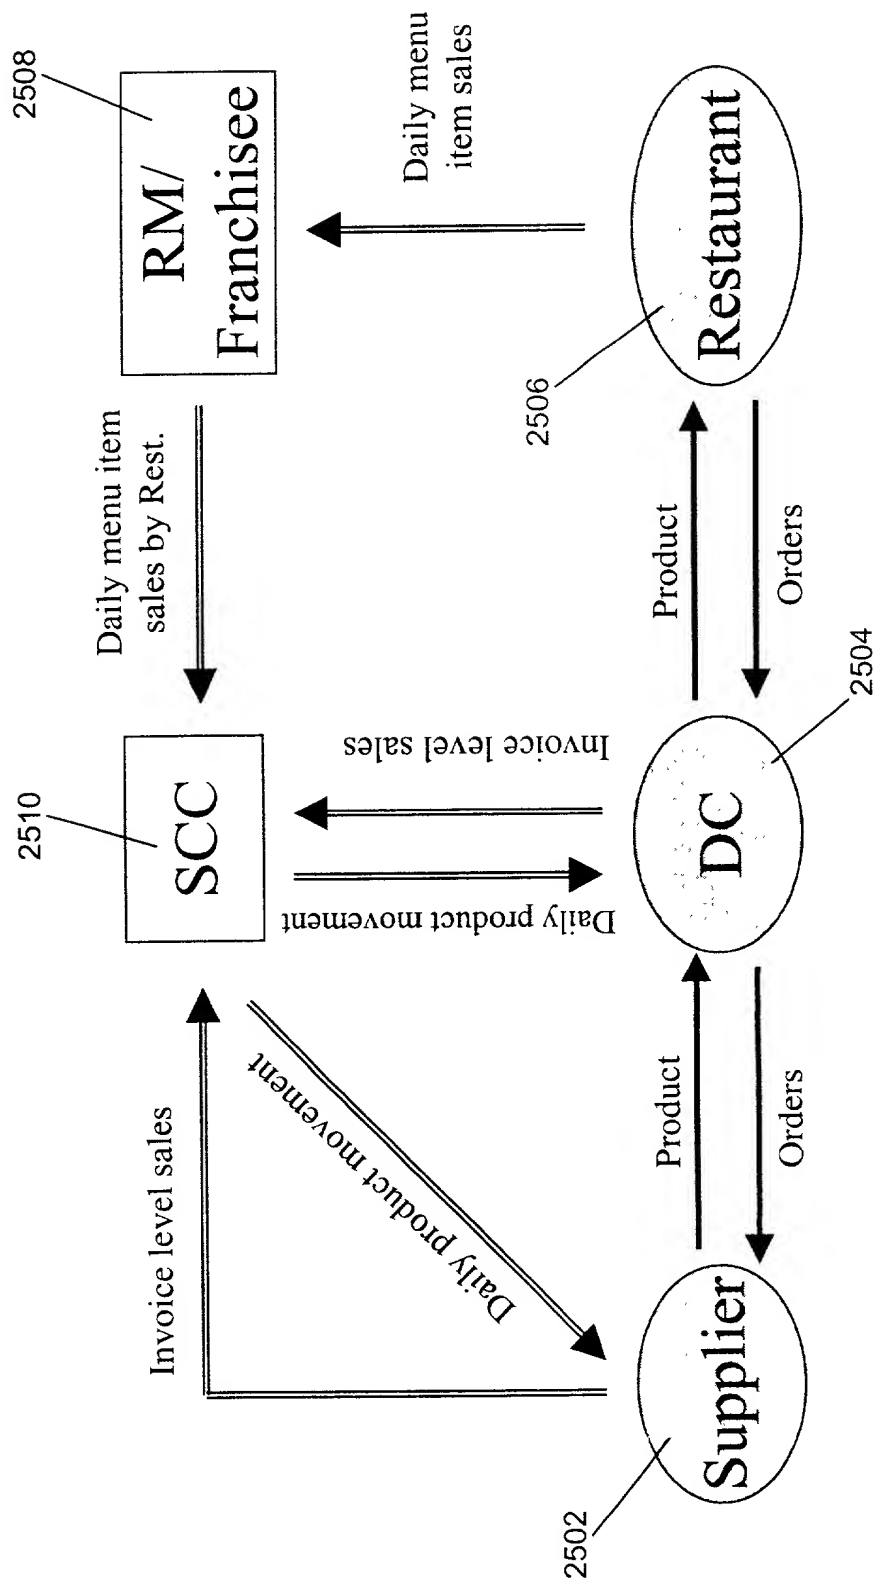 2510
2508
SCC
RM/
Franchisee
Invoice level sales
Daily menu item
sales by Rest.
Daily product movement
Daily product movement
Invoice level sales
Daily menu
item sales
2502
Supplier
Product
Orders
DC
2504
Product
Orders
2506
Restaurant